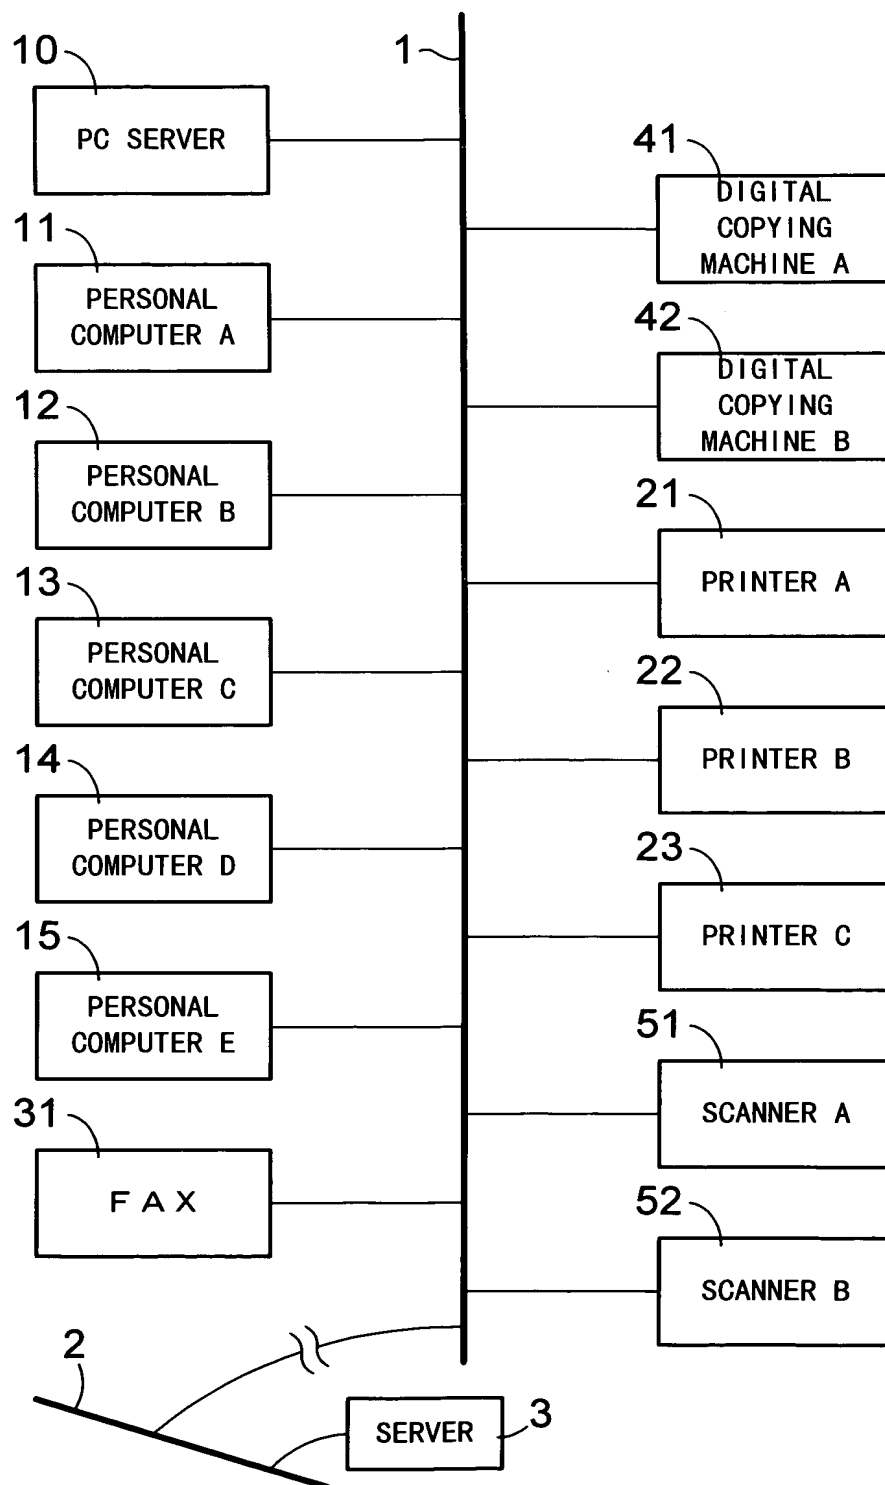 10
PC SERVER
1
11
PERSONAL
COMPUTER A
12
PERSONAL
COMPUTER B
13
PERSONAL
COMPUTER C
14
PERSONAL
COMPUTER D
15
PERSONAL
COMPUTER E
31
FAX
41
DIGITAL
COPYING
MACHINE A
42
DIGITAL
COPYING
MACHINE B
21
PRINTER A
22
PRINTER B
23
PRINTER C
51
SCANNER A
52
SCANNER B
2
SERVER
3